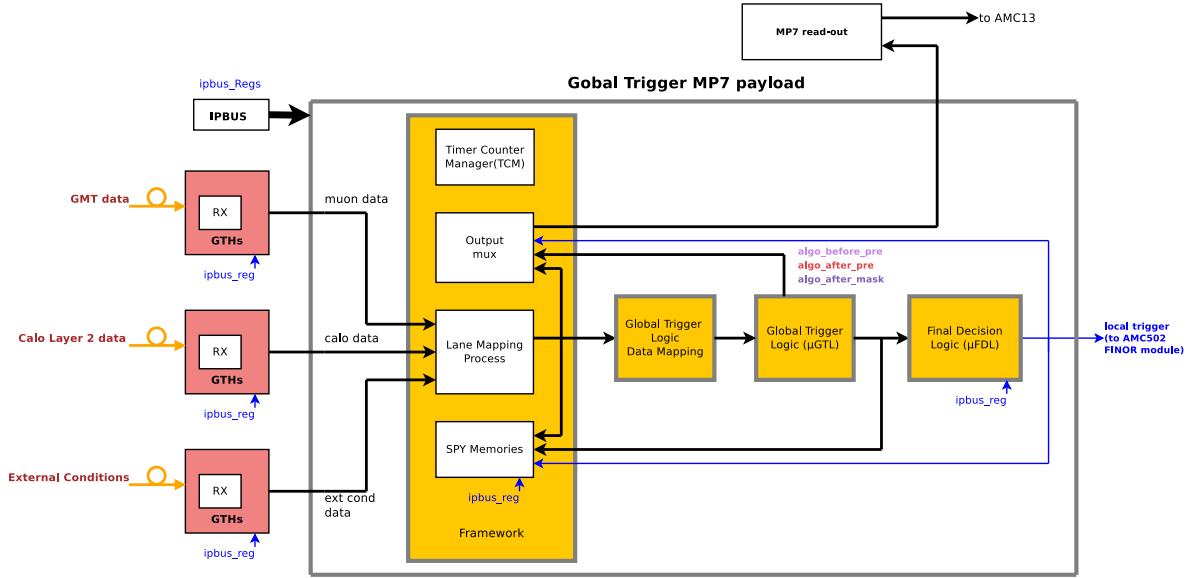 MP7 read-out
to AMC13
Gobal Trigger MP7 payload
ipbus_Regs
IPBUS
Timer Counter
Manager(TCM)
GMT data
RX
GTHs
ipbus_reg
muon data
Output
mux
algo_before_pre
algo_after_pre
algo_after_mask
Calo Layer 2 data
RX
GTHs
ipbus_reg
calo data
Lane Mapping
Process
Global Trigger
Logic
Data Mapping
Global Trigger
Logic (μGTL)
Final Decision
Logic (μFDL)
ipbus_reg
local trigger
(to AMC502
FINOR module)
External Conditions
RX
GTHs
ipbus_reg
ext cond
data
SPY Memories
ipbus_reg
Framework